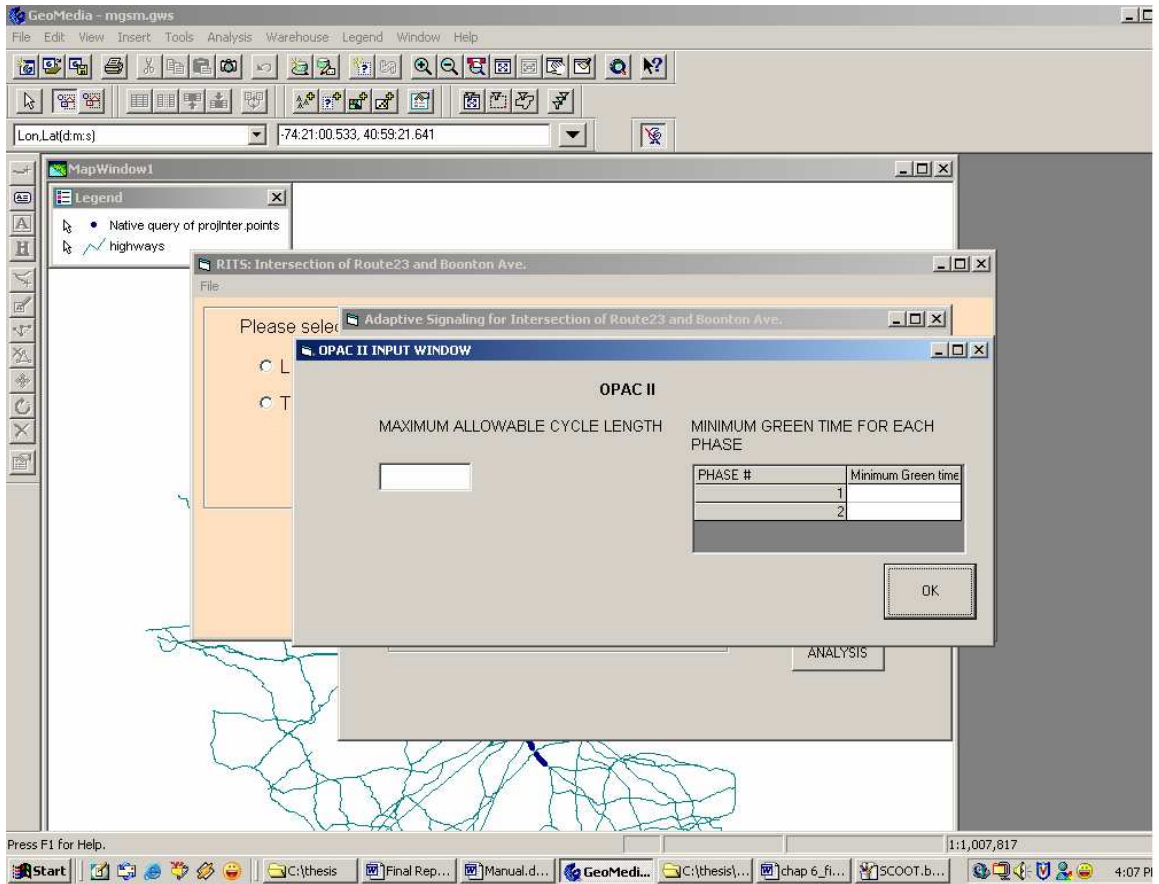 GeoMedia - mgsm.gws
File Edit View Insert Tools Analysis Warehouse Legend Window Help
Lon,Lat(d:m:s) -74:21:00.533, 40:59:21.641
MapWindow1
Legend
Native query of projInter.points
highways
RITS: Intersection of Route23 and Boonton Ave.
File
Please selec
L
T
Adaptive Signaling for Intersection of Route23 and Boonton Ave.
OPAC II INPUT WINDOW
OPAC II
MAXIMUM ALLOWABLE CYCLE LENGTH
MINIMUM GREEN TIME FOR EACH
PHASE
PHASE # Minimum Green time
1
2
OK
ANALYSIS
Press F1 for Help.
1:1,007,817
Start C:\thesis Final Rep... Manual.d... GeoMedi... C:\thesis\... chap 6_fi... SCOOT.b... 4:07 PM